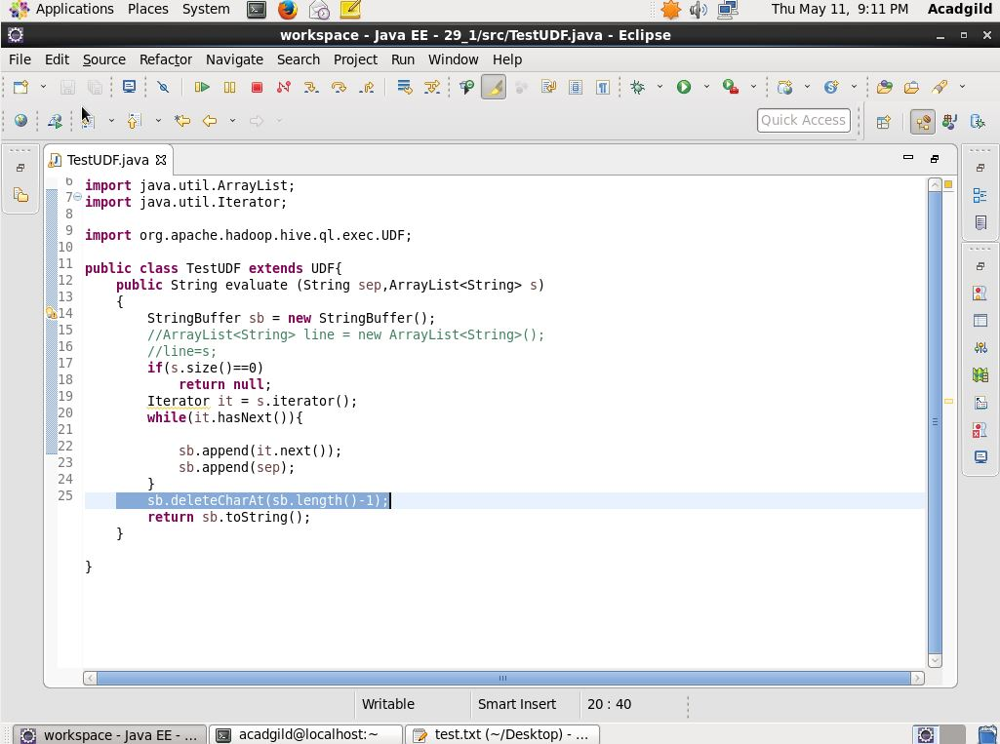 Applications Places System Thu May 11, 9:11 PM Acadgild
workspace - Java EE - 29_1/src/TestUDF.java - Eclipse
File Edit Source Refactor Navigate Search Project Run Window Help
Quick Access
TestUDF.java
6 import java.util.ArrayList;
7 import java.util.Iterator;
8
9 import org.apache.hadoop.hive.ql.exec.UDF;
10
11 public class TestUDF extends UDF{
12 public String evaluate (String sep,ArrayList<String> s)
13 {
14 StringBuffer sb = new StringBuffer();
15 //ArrayList<String> line = new ArrayList<String>();
16 //line=s;
17 if(s.size()==0)
18 return null;
19 Iterator it = s.iterator();
20 while(it.hasNext()){
21
22 sb.append(it.next());
23 sb.append(sep);
24 }
25 sb.deleteCharAt(sb.length()-1);
return sb.toString();
}
}
Writable Smart Insert 20 : 40
workspace - Java EE - ... acadgild@localhost:~ test.txt (~/Desktop) - ...